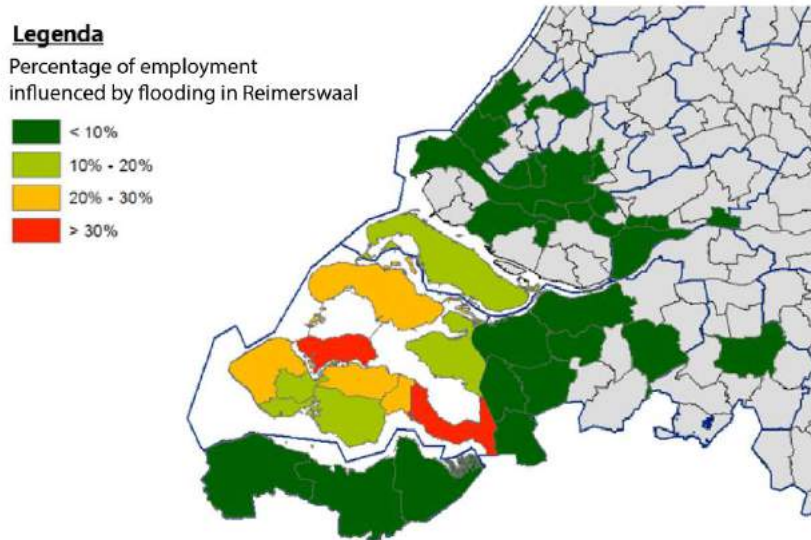 Legenda
Percentage of employment
influenced by flooding in Reimerswaal
< 10%
10% - 20%
20% - 30%
> 30%